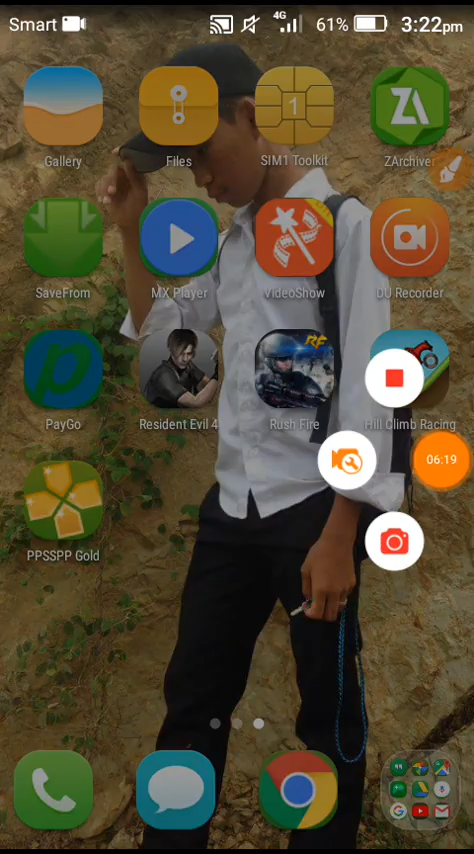 Smart 4G 61% 3:22pm
1
ZA
Gallery Files SIM1 Toolkit ZArchiver
SaveFrom MX Player VideoShow DU Recorder
RF
PayGo Resident Evil 4 Rush Fire Hill Climb Racing
06:19
PPSSPP Gold